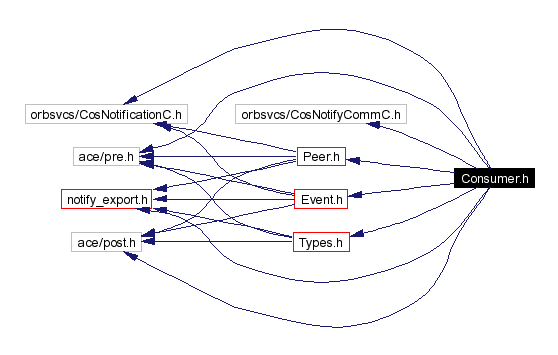 orbsvcs/CosNotificationC.h
orbsvcs/CosNotifyCommC.h
ace/pre.h
Peer.h
Consumer.h
notify_export.h
Event.h
ace/post.h
Types.h